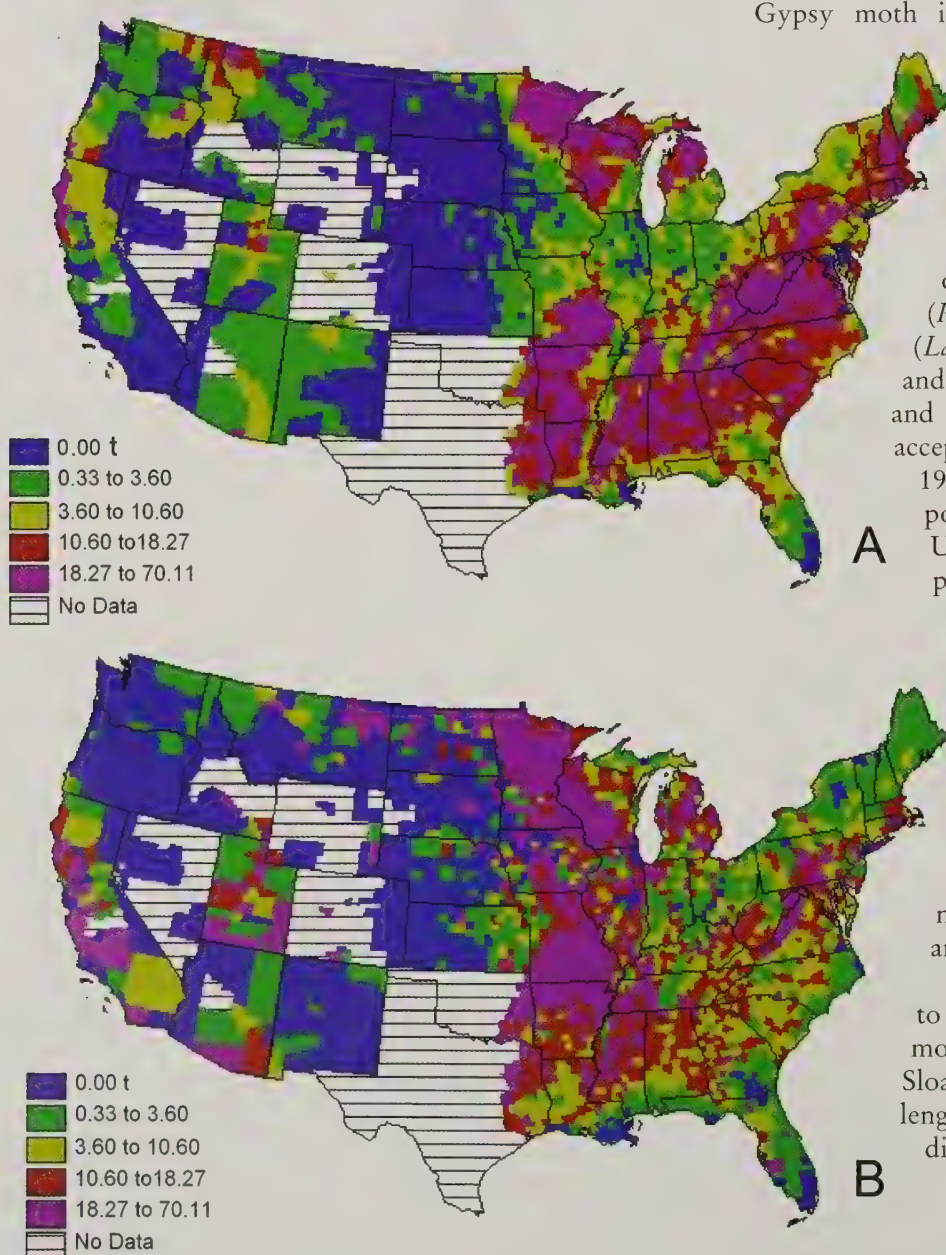 Gypsy moth i
(La
and
and
accep
19
po
U
p
0.00 t
0.33 to 3.60
3.60 to 10.60
10.60 to18.27
18.27 to 70.11
No Data
A
ar
to
mo
Sloa
leng
di
0.00 t
0.33 to 3.60
3.60 to 10.60
10.60 to18.27
18.27 to 70.11
No Data
B